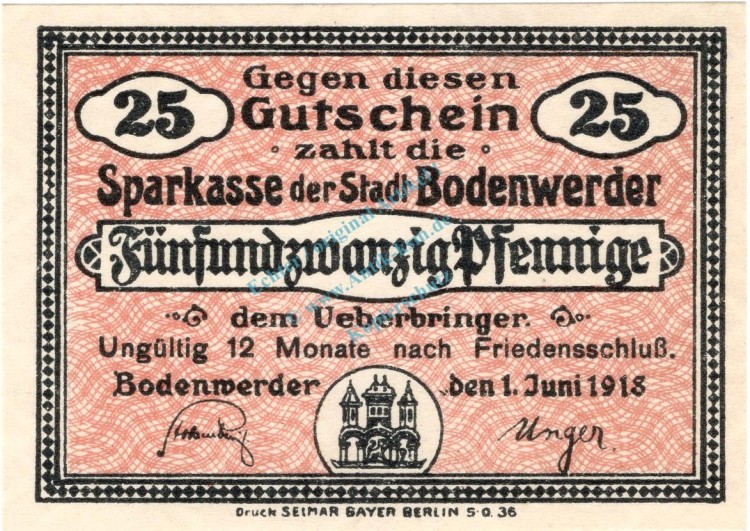 Gegen diesen
25 Gutschein 25
zahlt die
Sparkasse der Stadt Bodenwerder
Fünfundzwanzig Pfennige
dem Ueberbringer.
Ungültig 12 Monate nach Friedensschluß.
Bodenwerder den 1. Juni 1918
Unger.
Druck SELMAR BAYER BERLIN S.O. 36